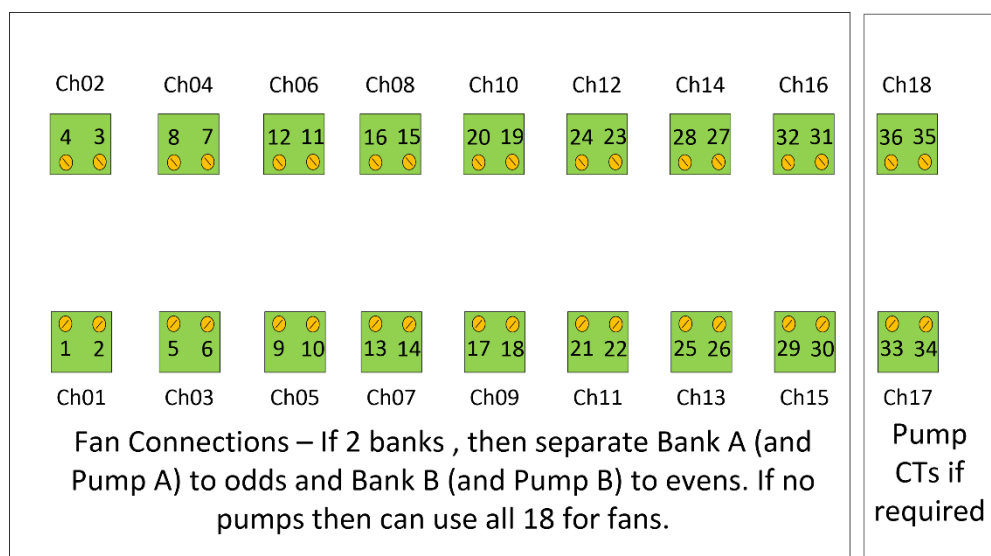 Ch02 Ch04 Ch06 Ch08 Ch10 Ch12 Ch14 Ch16 Ch18
4 3 8 7 12 11 16 15 20 19 24 23 28 27 32 31 36 35
1 2 5 6 9 10 13 14 17 18 21 22 25 26 29 30 33 34
Ch01 Ch03 Ch05 Ch07 Ch09 Ch11 Ch13 Ch15 Ch17
Fan Connections – If 2 banks , then separate Bank A (and
Pump A) to odds and Bank B (and Pump B) to evens. If no
pumps then can use all 18 for fans.
Pump
CTs if
required